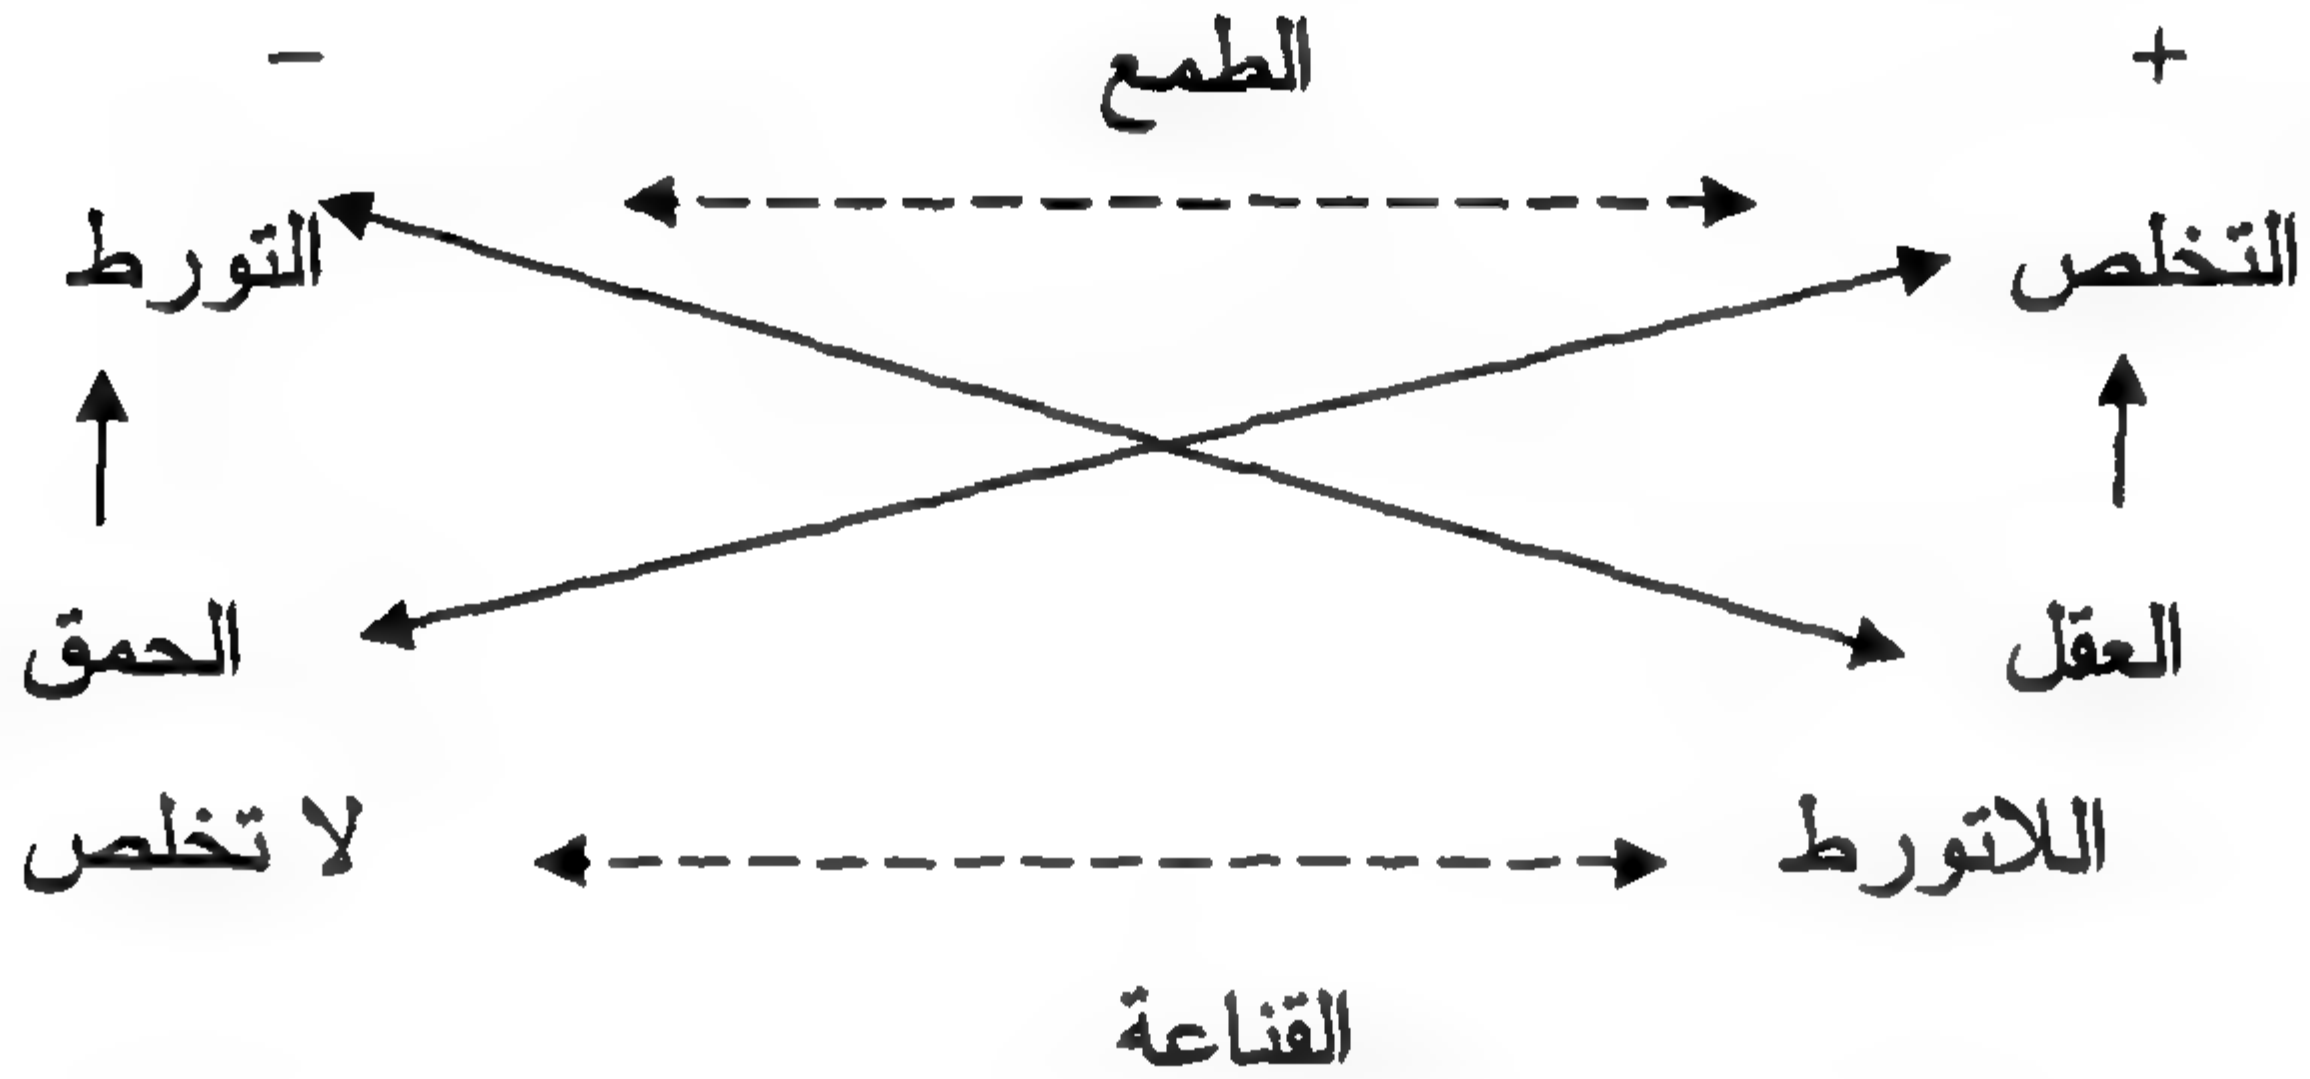 + الطمع −
التخلص التورط
العقل الحمق
اللاتورط لا تخلص
القناعة